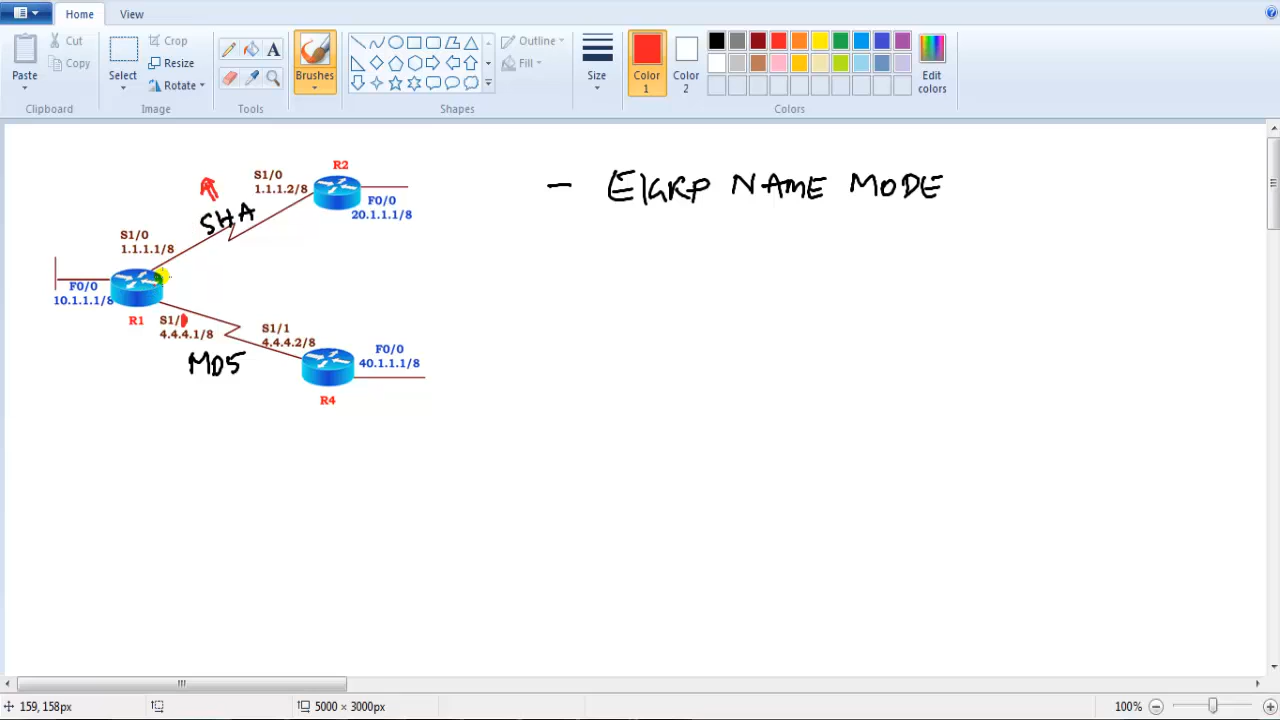 Home View
Paste Cut Copy Clipboard
Select Crop Resize Rotate Image
Tools
Brushes
Shapes
Outline Fill
Size
Color 1 Color 2
Edit colors
Colors
R2
S1/0
1.1.1.2/8
F0/0
20.1.1.1/8
SHA
S1/0
1.1.1.1/8
F0/0
10.1.1.1/8
R1
S1/
4.4.4.1/8
MD5
S1/1
4.4.4.2/8
F0/0
40.1.1.1/8
R4
- EIGRP NAME MODE
159, 158px 5000 × 3000px 100%